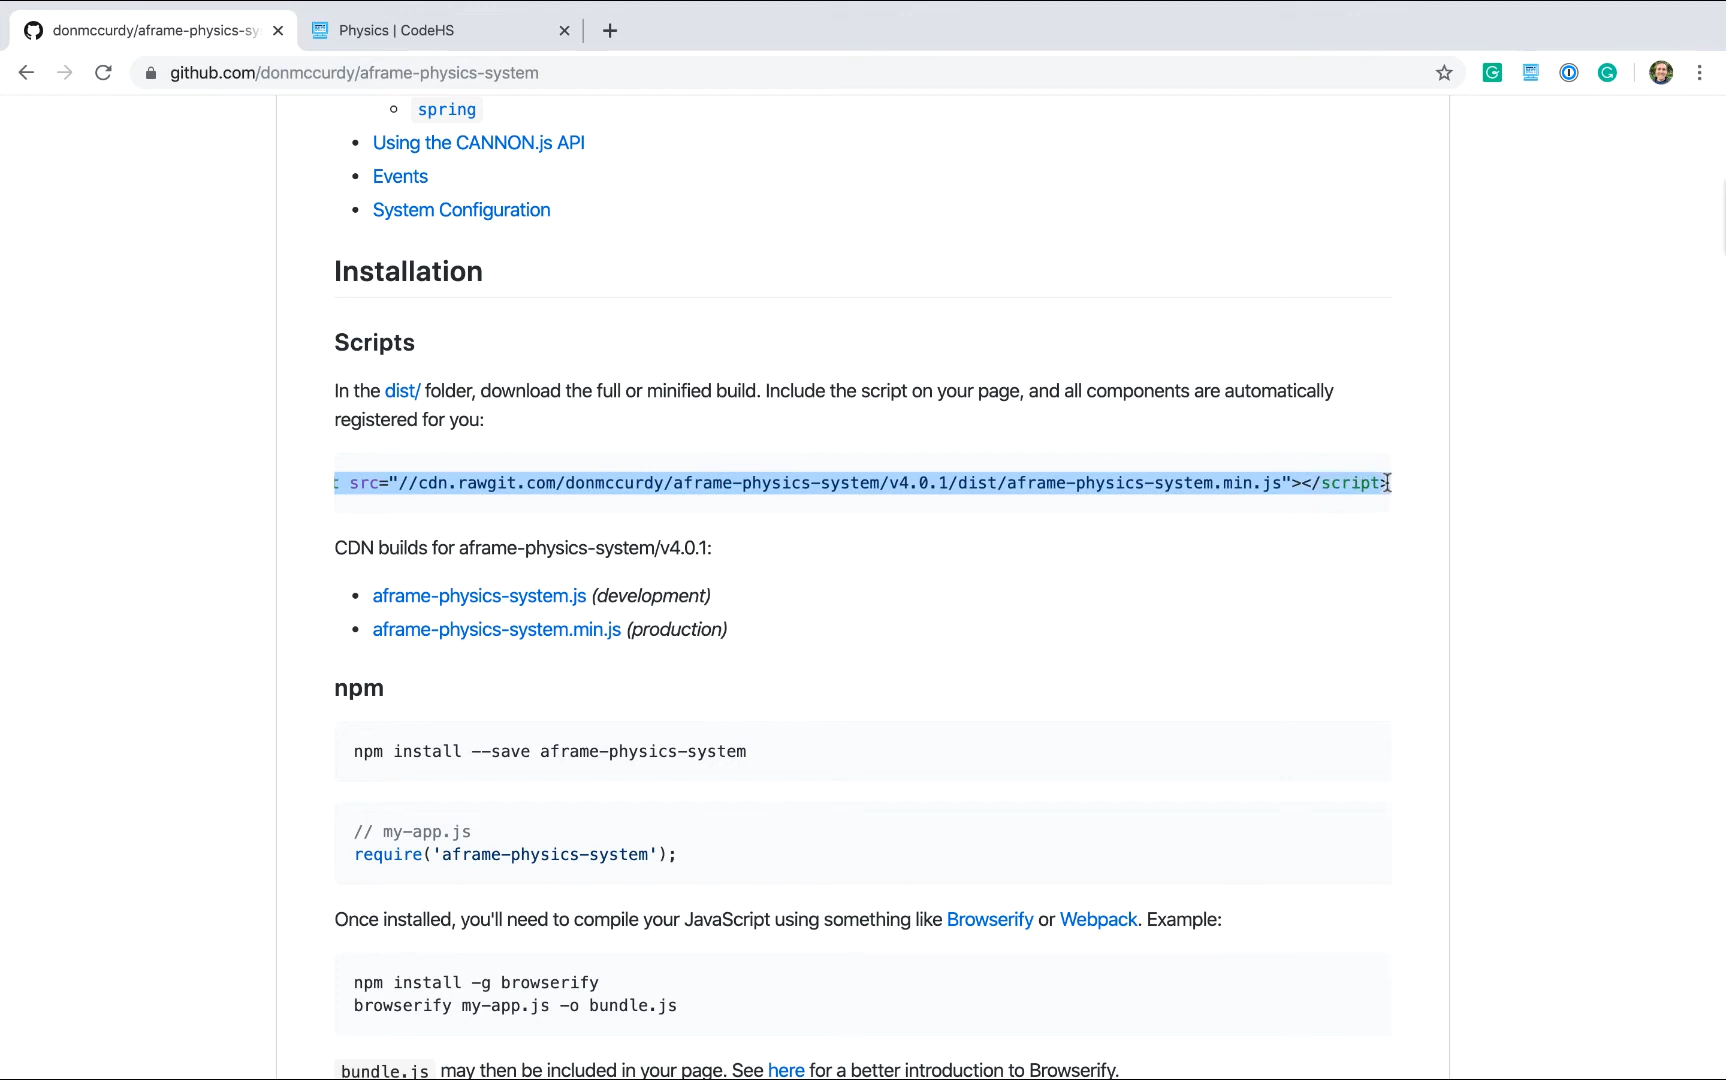 donmccurdy/aframe-physics-sy
Physics | CodeHS
github.com/donmccurdy/aframe-physics-system
spring
Using the CANNON.js API
Events
System Configuration
Installation
Scripts
In the dist/ folder, download the full or minified build. Include the script on your page, and all components are automatically
registered for you:
src="//cdn.rawgit.com/donmccurdy/aframe-physics-system/v4.0.1/dist/aframe-physics-system.min.js"></script>
CDN builds for aframe-physics-system/v4.0.1:
aframe-physics-system.js (development)
aframe-physics-system.min.js (production)
npm
npm install --save aframe-physics-system
// my-app.js
require('aframe-physics-system');
Once installed, you'll need to compile your JavaScript using something like Browserify or Webpack. Example:
npm install -g browserify
browserify my-app.js -o bundle.js
bundle.js may then be included in your page. See here for a better introduction to Browserify.